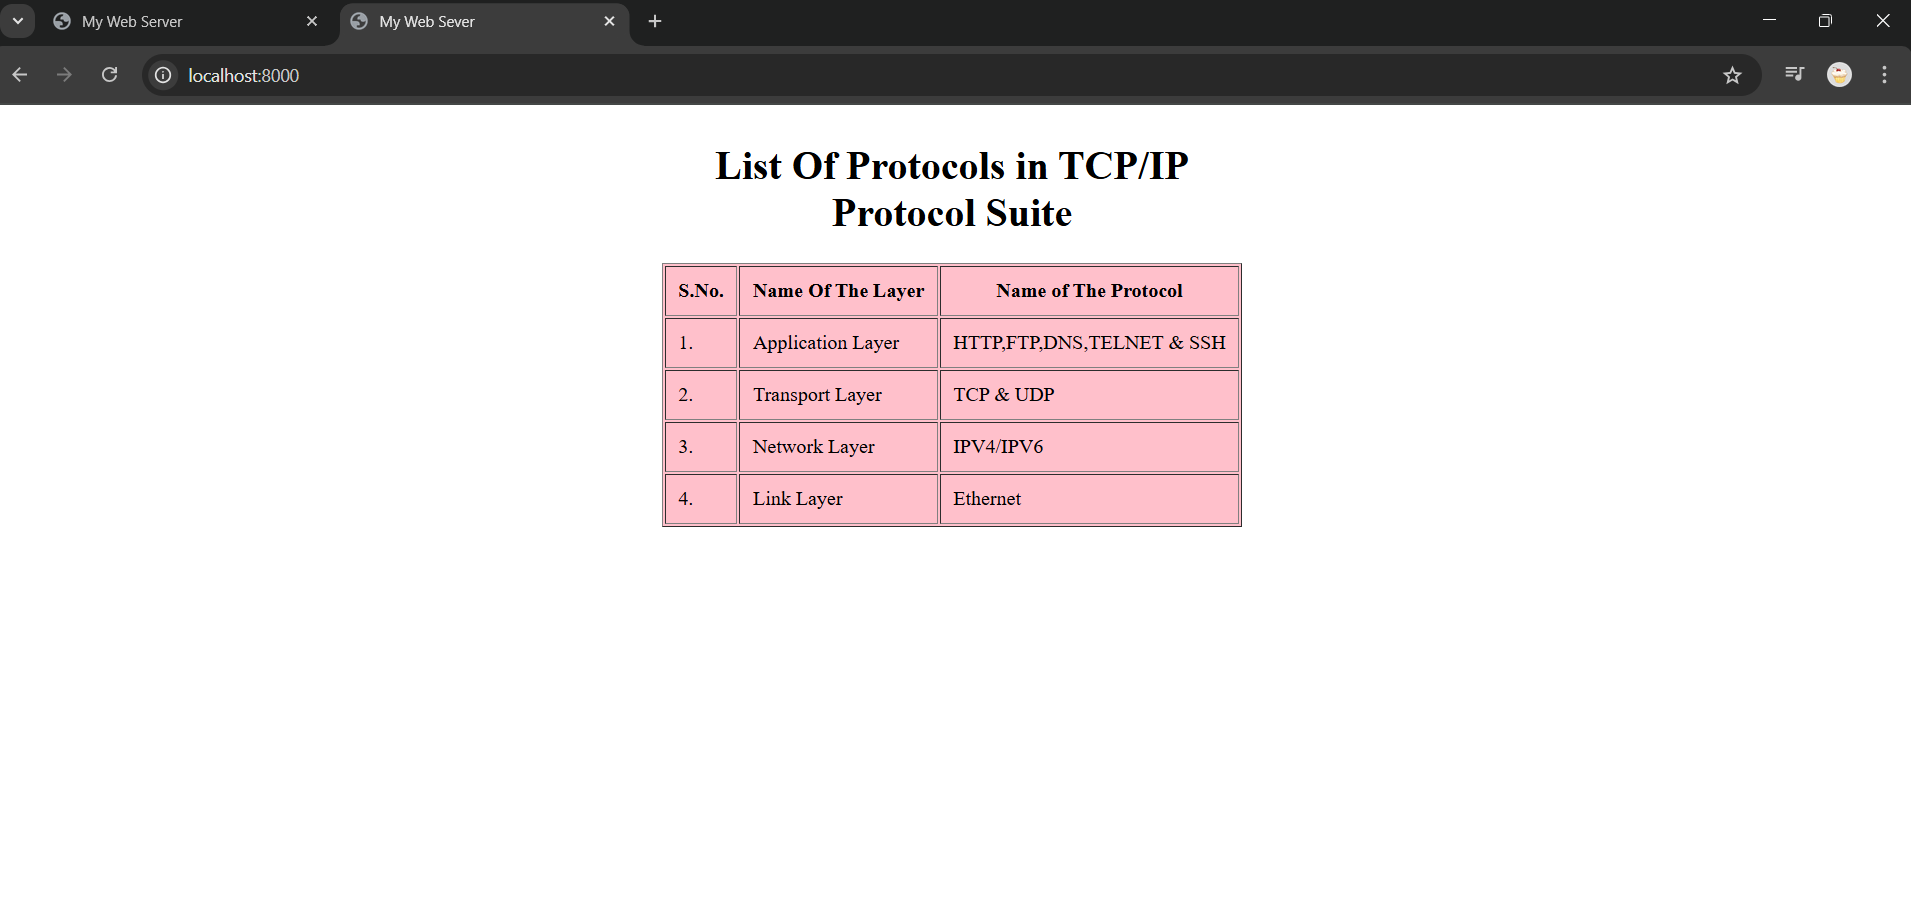 My Web Server
My Web Sever
localhost:8000
List Of Protocols in TCP/IP
Protocol Suite
S.No. Name Of The Layer Name of The Protocol
1. Application Layer HTTP,FTP,DNS,TELNET & SSH
2. Transport Layer TCP & UDP
3. Network Layer IPV4/IPV6
4. Link Layer Ethernet